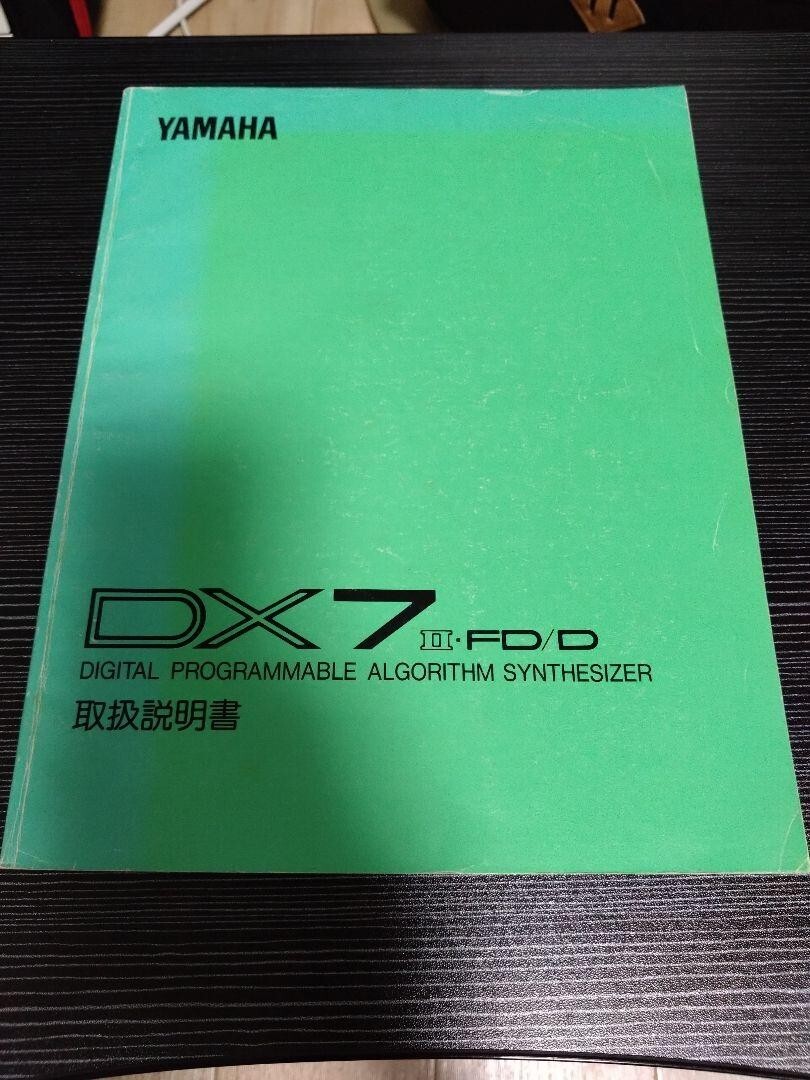 YAMAHA
DX7II·FD/D
DIGITAL PROGRAMMABLE ALGORITHM SYNTHESIZER
取扱説明書